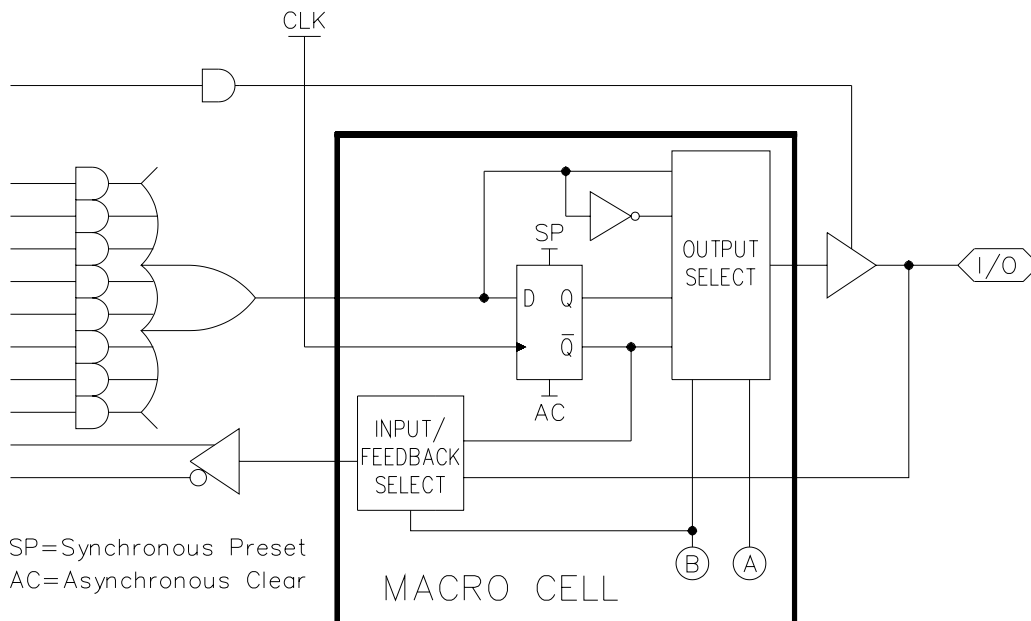 CLK
SP
D Q
Q̅
AC
OUTPUT
SELECT
I/O
INPUT/
FEEDBACK
SELECT
B A
SP=Synchronous Preset
AC=Asynchronous Clear
MACRO CELL